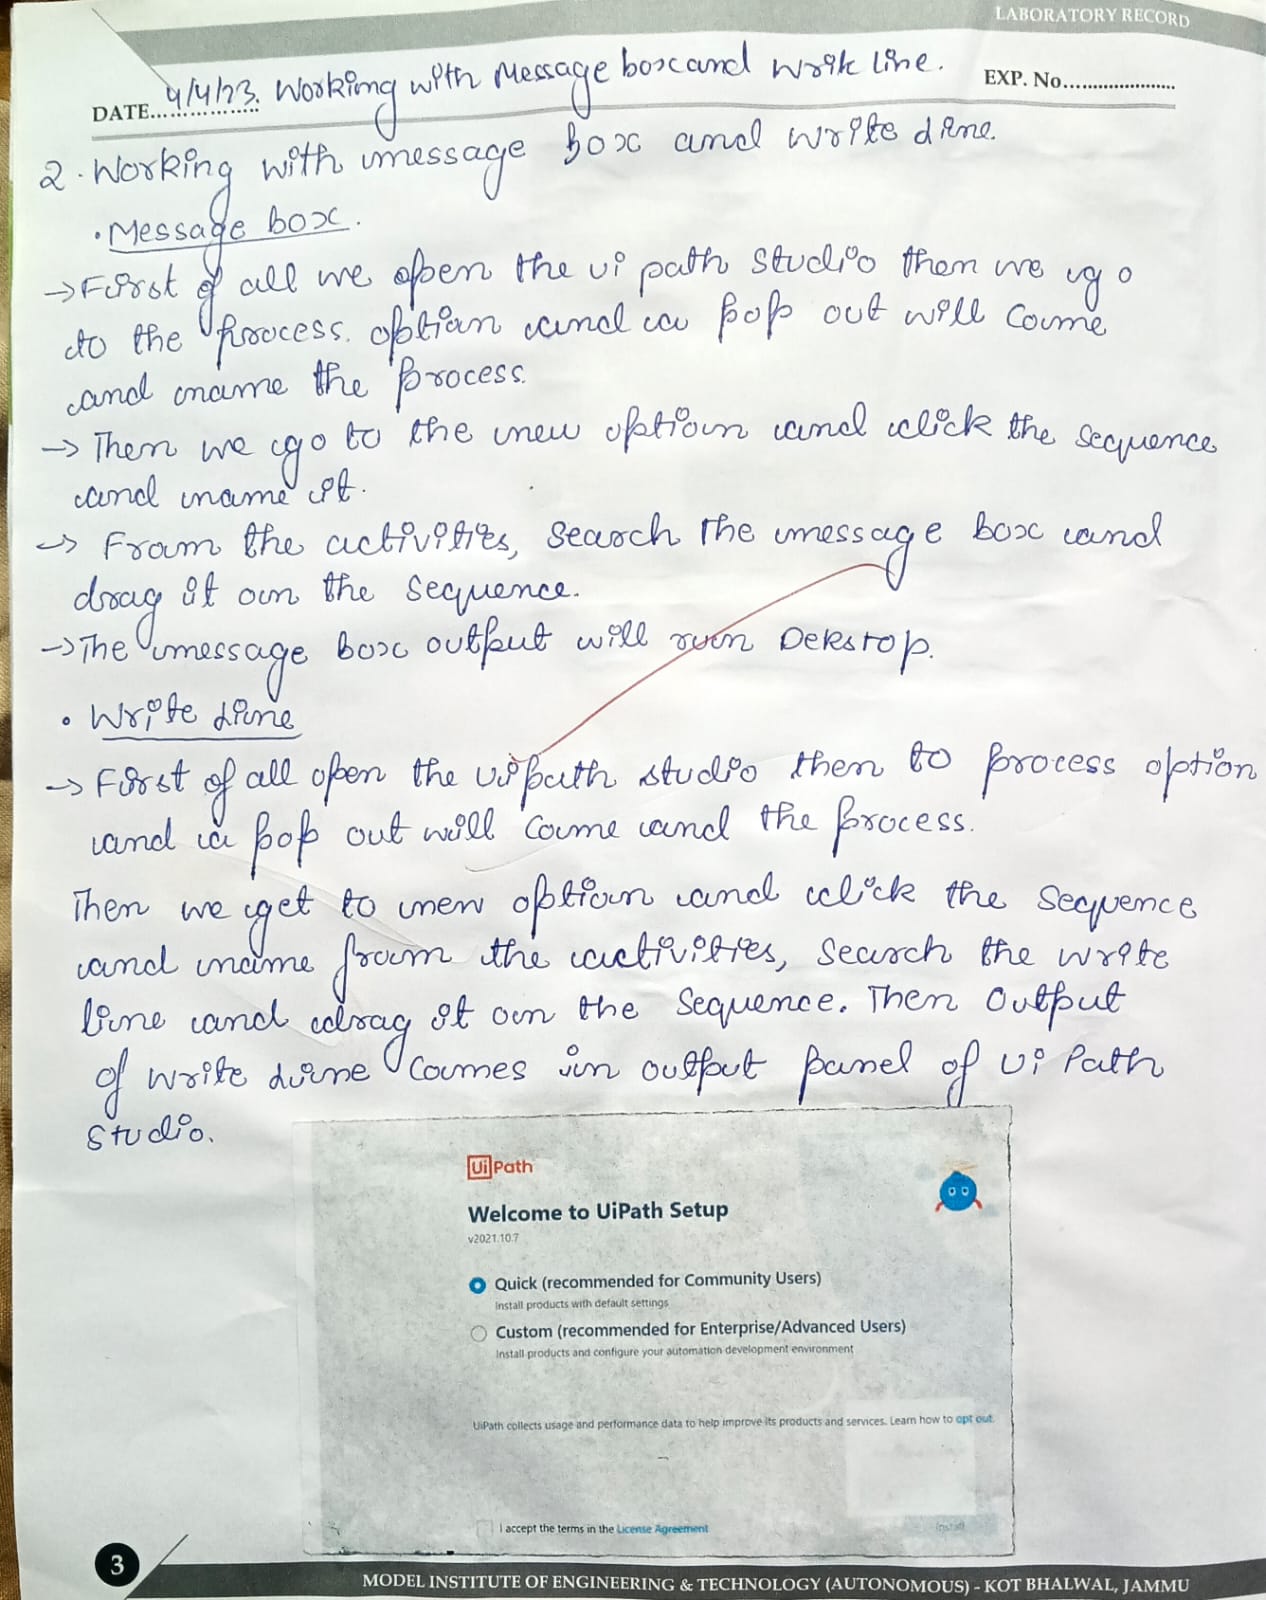 LABORATORY RECORD
DATE...4/4/23. Working with Message box and write line. EXP. No......................
2. Working with message box and write line.
• Message box.
→ First of all we open the ui path studio then we go
to the process. option and a pop out will come
and name the process.
→ Then we go to the new option and click the sequence
and name it.
→ From the activities, search the message box and
drag it on the sequence.
→ The message box output will run Dekstop.
• Write line
→ First of all open the uipath studio then to process option
and a pop out will come and the process.
Then we get to new option and click the sequence
and name from the activities, search the write
line and drag it on the sequence. Then output
of write line comes in output panel of Ui Path
Studio.
UiPath
Welcome to UiPath Setup
v2021.10.7
Quick (recommended for Community Users)
Install products with default settings
Custom (recommended for Enterprise/Advanced Users)
Install products and configure your automation development environment
UiPath collects usage and performance data to help improve its products and services. Learn how to opt out.
I accept the terms in the License Agreement
Install
3
MODEL INSTITUTE OF ENGINEERING & TECHNOLOGY (AUTONOMOUS) - KOT BHALWAL, JAMMU